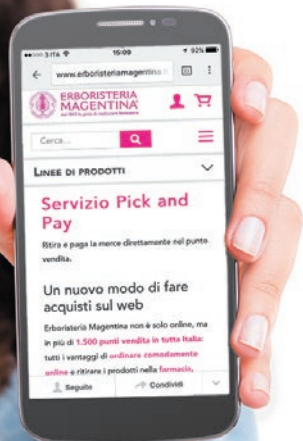 3 ITA 15:09 92%
www.erboristeriamagentina
ERBORISTERIA
MAGENTINA®
Cerca...
LINEE DI PRODOTTI
Servizio Pick and
Pay
Ritira e paga la merce direttamente nel punto
vendita.
Un nuovo modo di fare
acquisti sul web
Erboristeria Magentina non è solo online, ma
in più di 1.500 punti vendita in tutta Italia:
tutti i vantaggi di ordinare comodamente
online e ritirare i prodotti nella farmacia,
Seguite Condividi